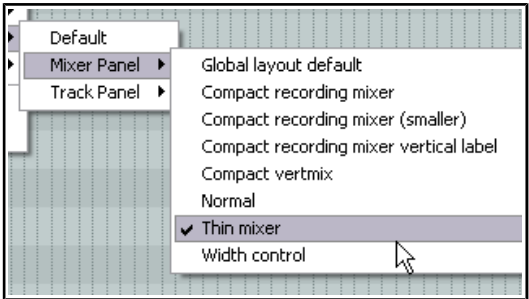 Default
Mixer Panel
Track Panel
Global layout default
Compact recording mixer
Compact recording mixer (smaller)
Compact recording mixer vertical label
Compact vertmix
Normal
Thin mixer
Width control